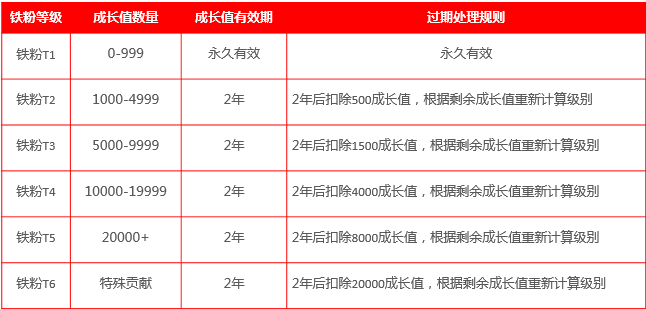 铁粉等级 成长值数量 成长值有效期 过期处理规则
铁粉T1 0-999 永久有效 永久有效
铁粉T2 1000-4999 2年 2年后扣除500成长值，根据剩余成长值重新计算级别
铁粉T3 5000-9999 2年 2年后扣除1500成长值，根据剩余成长值重新计算级别
铁粉T4 10000-19999 2年 2年后扣除4000成长值，根据剩余成长值重新计算级别
铁粉T5 20000+ 2年 2年后扣除8000成长值，根据剩余成长值重新计算级别
铁粉T6 特殊贡献 2年 2年后扣除20000成长值，根据剩余成长值重新计算级别